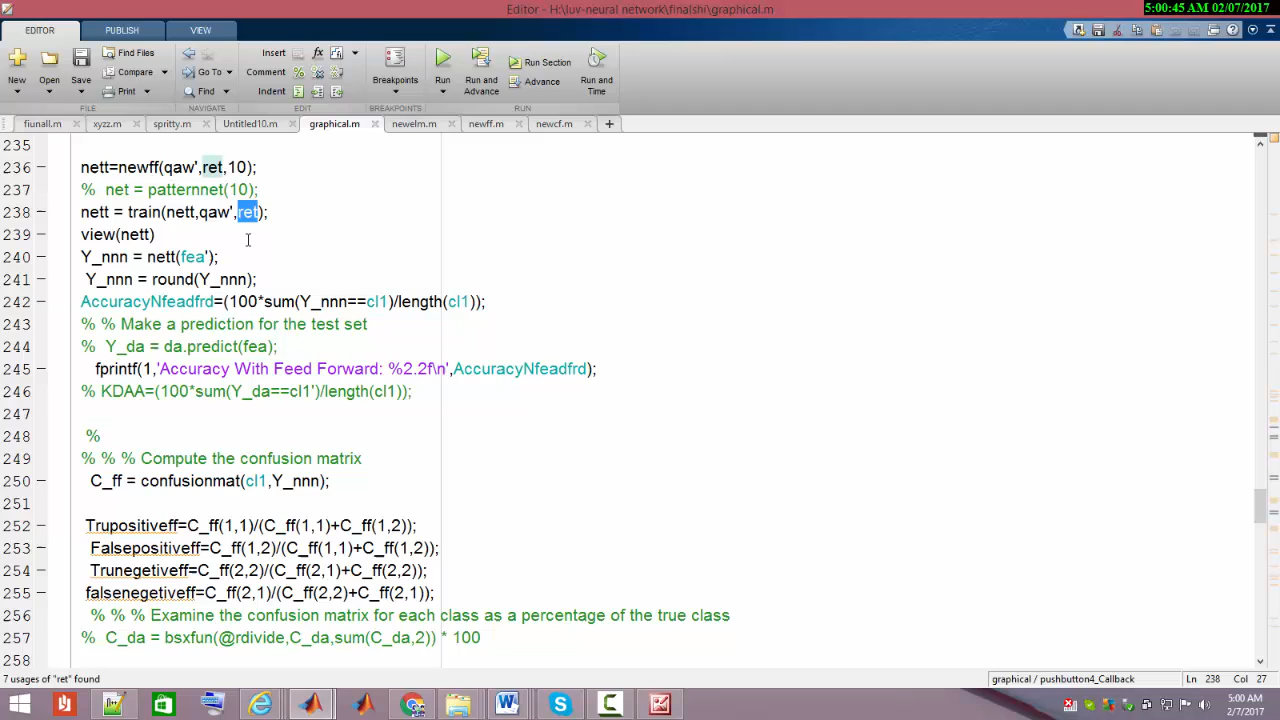 Editor - H:\luv-neural network\finalshi\graphical.m
5:00:45 AM 02/07/2017
EDITOR PUBLISH VIEW
Find Files Insert fx Run Section
Compare Go To Comment Advance
New Open Save Print Find Indent Breakpoints Run Run and Advance Run and Time
FILE NAVIGATE EDIT BREAKPOINTS RUN
fiunall.m xyzz.m spritty.m Untitled10.m graphical.m newelm.m newff.m newcf.m
235
236 nett=newff(qaw',ret,10);
237 % net = patternnet(10);
238 nett = train(nett,qaw',ret);
239 view(nett)
240 Y_nnn = nett(fea');
241 Y_nnn = round(Y_nnn);
242 AccuracyNfeadfrd=(100*sum(Y_nnn==cl1)/length(cl1));
243 % % Make a prediction for the test set
244 % Y_da = da.predict(fea);
245 fprintf(1,'Accuracy With Feed Forward: %2.2f\n',AccuracyNfeadfrd);
246 % KDAA=(100*sum(Y_da==cl1')/length(cl1));
247
248 %
249 % % % Compute the confusion matrix
250 C_ff = confusionmat(cl1,Y_nnn);
251
252 Trupositiveff=C_ff(1,1)/(C_ff(1,1)+C_ff(1,2));
253 Falsepositiveff=C_ff(1,2)/(C_ff(1,1)+C_ff(1,2));
254 Trunegetiveff=C_ff(2,2)/(C_ff(2,1)+C_ff(2,2));
255 falsenegetiveff=C_ff(2,1)/(C_ff(2,2)+C_ff(2,1));
256 % % % Examine the confusion matrix for each class as a percentage of the true class
257 % C_da = bsxfun(@rdivide,C_da,sum(C_da,2)) * 100
258
7 usages of "ret" found graphical / pushbutton4_Callback Ln 238 Col 27
5:00 AM
2/7/2017